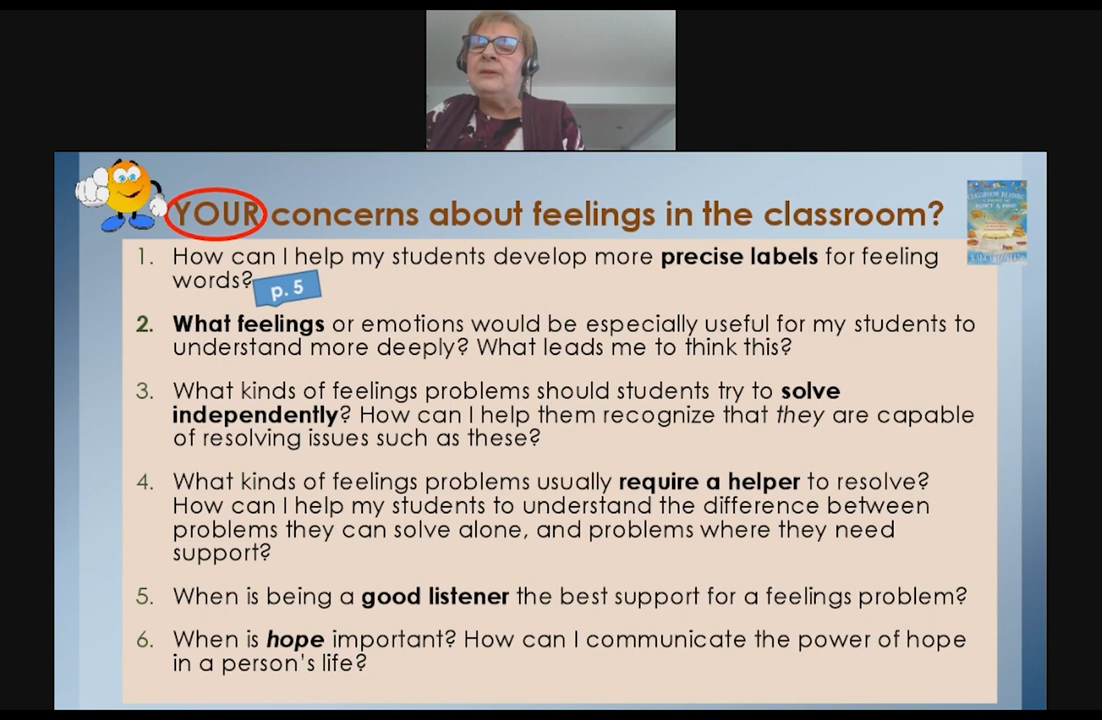 YOUR concerns about feelings in the classroom?
1. How can I help my students develop more precise labels for feeling
words?
p. 5
2. What feelings or emotions would be especially useful for my students to
understand more deeply? What leads me to think this?
3. What kinds of feelings problems should students try to solve
independently? How can I help them recognize that they are capable
of resolving issues such as these?
4. What kinds of feelings problems usually require a helper to resolve?
How can I help my students to understand the difference between
problems they can solve alone, and problems where they need
support?
5. When is being a good listener the best support for a feelings problem?
6. When is hope important? How can I communicate the power of hope
in a person's life?